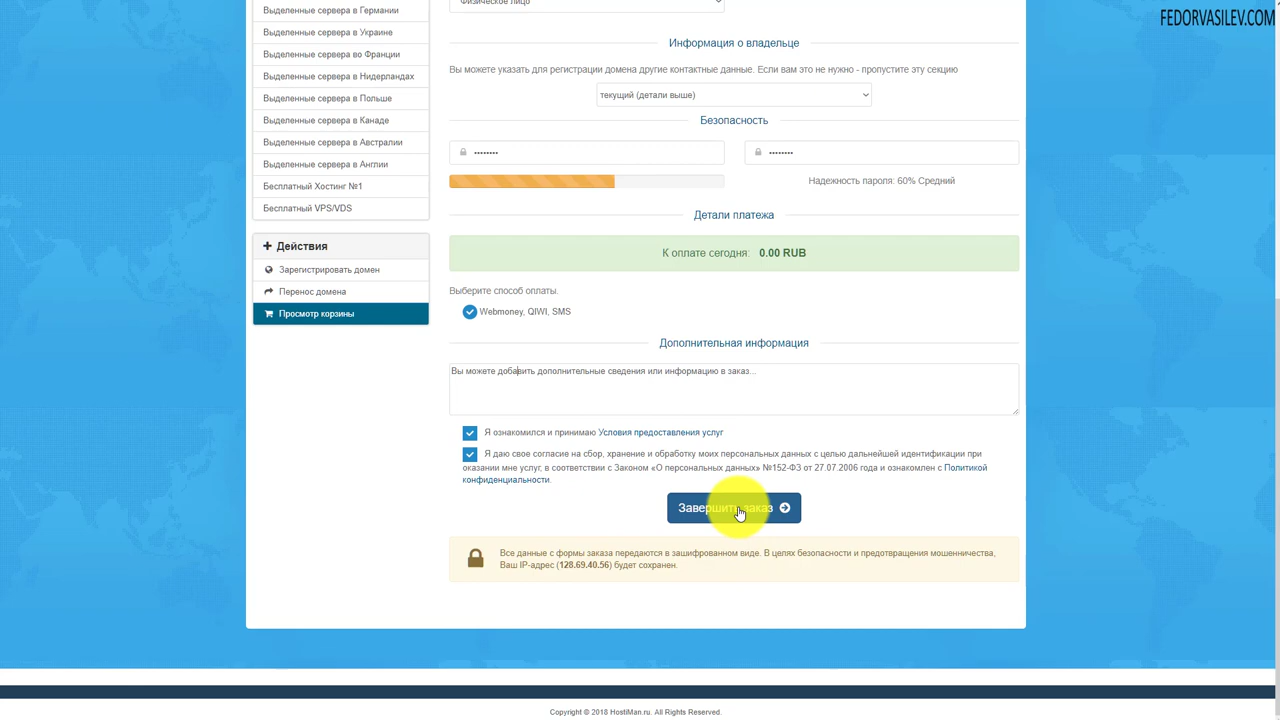 FEDORVASILEV.COM
Выделенные сервера в Германии
Выделенные сервера в Украине
Выделенные сервера во Франции
Выделенные сервера в Нидерландах
Выделенные сервера в Польше
Выделенные сервера в Канаде
Выделенные сервера в Австралии
Выделенные сервера в Англии
Бесплатный Хостинг №1
Бесплатный VPS/VDS
Действия
Зарегистрировать домен
Перенос домена
Просмотр корзины
Физическое лицо
Информация о владельце
Вы можете указать для регистрации домена другие контактные данные. Если вам это не нужно - пропустите эту секцию
текущий (детали выше)
Безопасность
•••••••• ••••••••
Надежность пароля: 60% Средний
Детали платежа
К оплате сегодня: 0.00 RUB
Выберите способ оплаты.
Webmoney, QIWI, SMS
Дополнительная информация
Вы можете добавить дополнительные сведения или информацию в заказ...
Я ознакомился и принимаю Условия предоставления услуг
Я даю свое согласие на сбор, хранение и обработку моих персональных данных с целью дальнейшей идентификации при
оказании мне услуг, в соответствии с Законом «О персональных данных» №152-ФЗ от 27.07.2006 года и ознакомлен с Политикой
конфиденциальности.
Завершить заказ
Все данные с формы заказа передаются в зашифрованном виде. В целях безопасности и предотвращения мошенничества,
Ваш IP-адрес (128.69.40.56) будет сохранен.
Copyright © 2018 HostiMan.ru. All Rights Reserved.